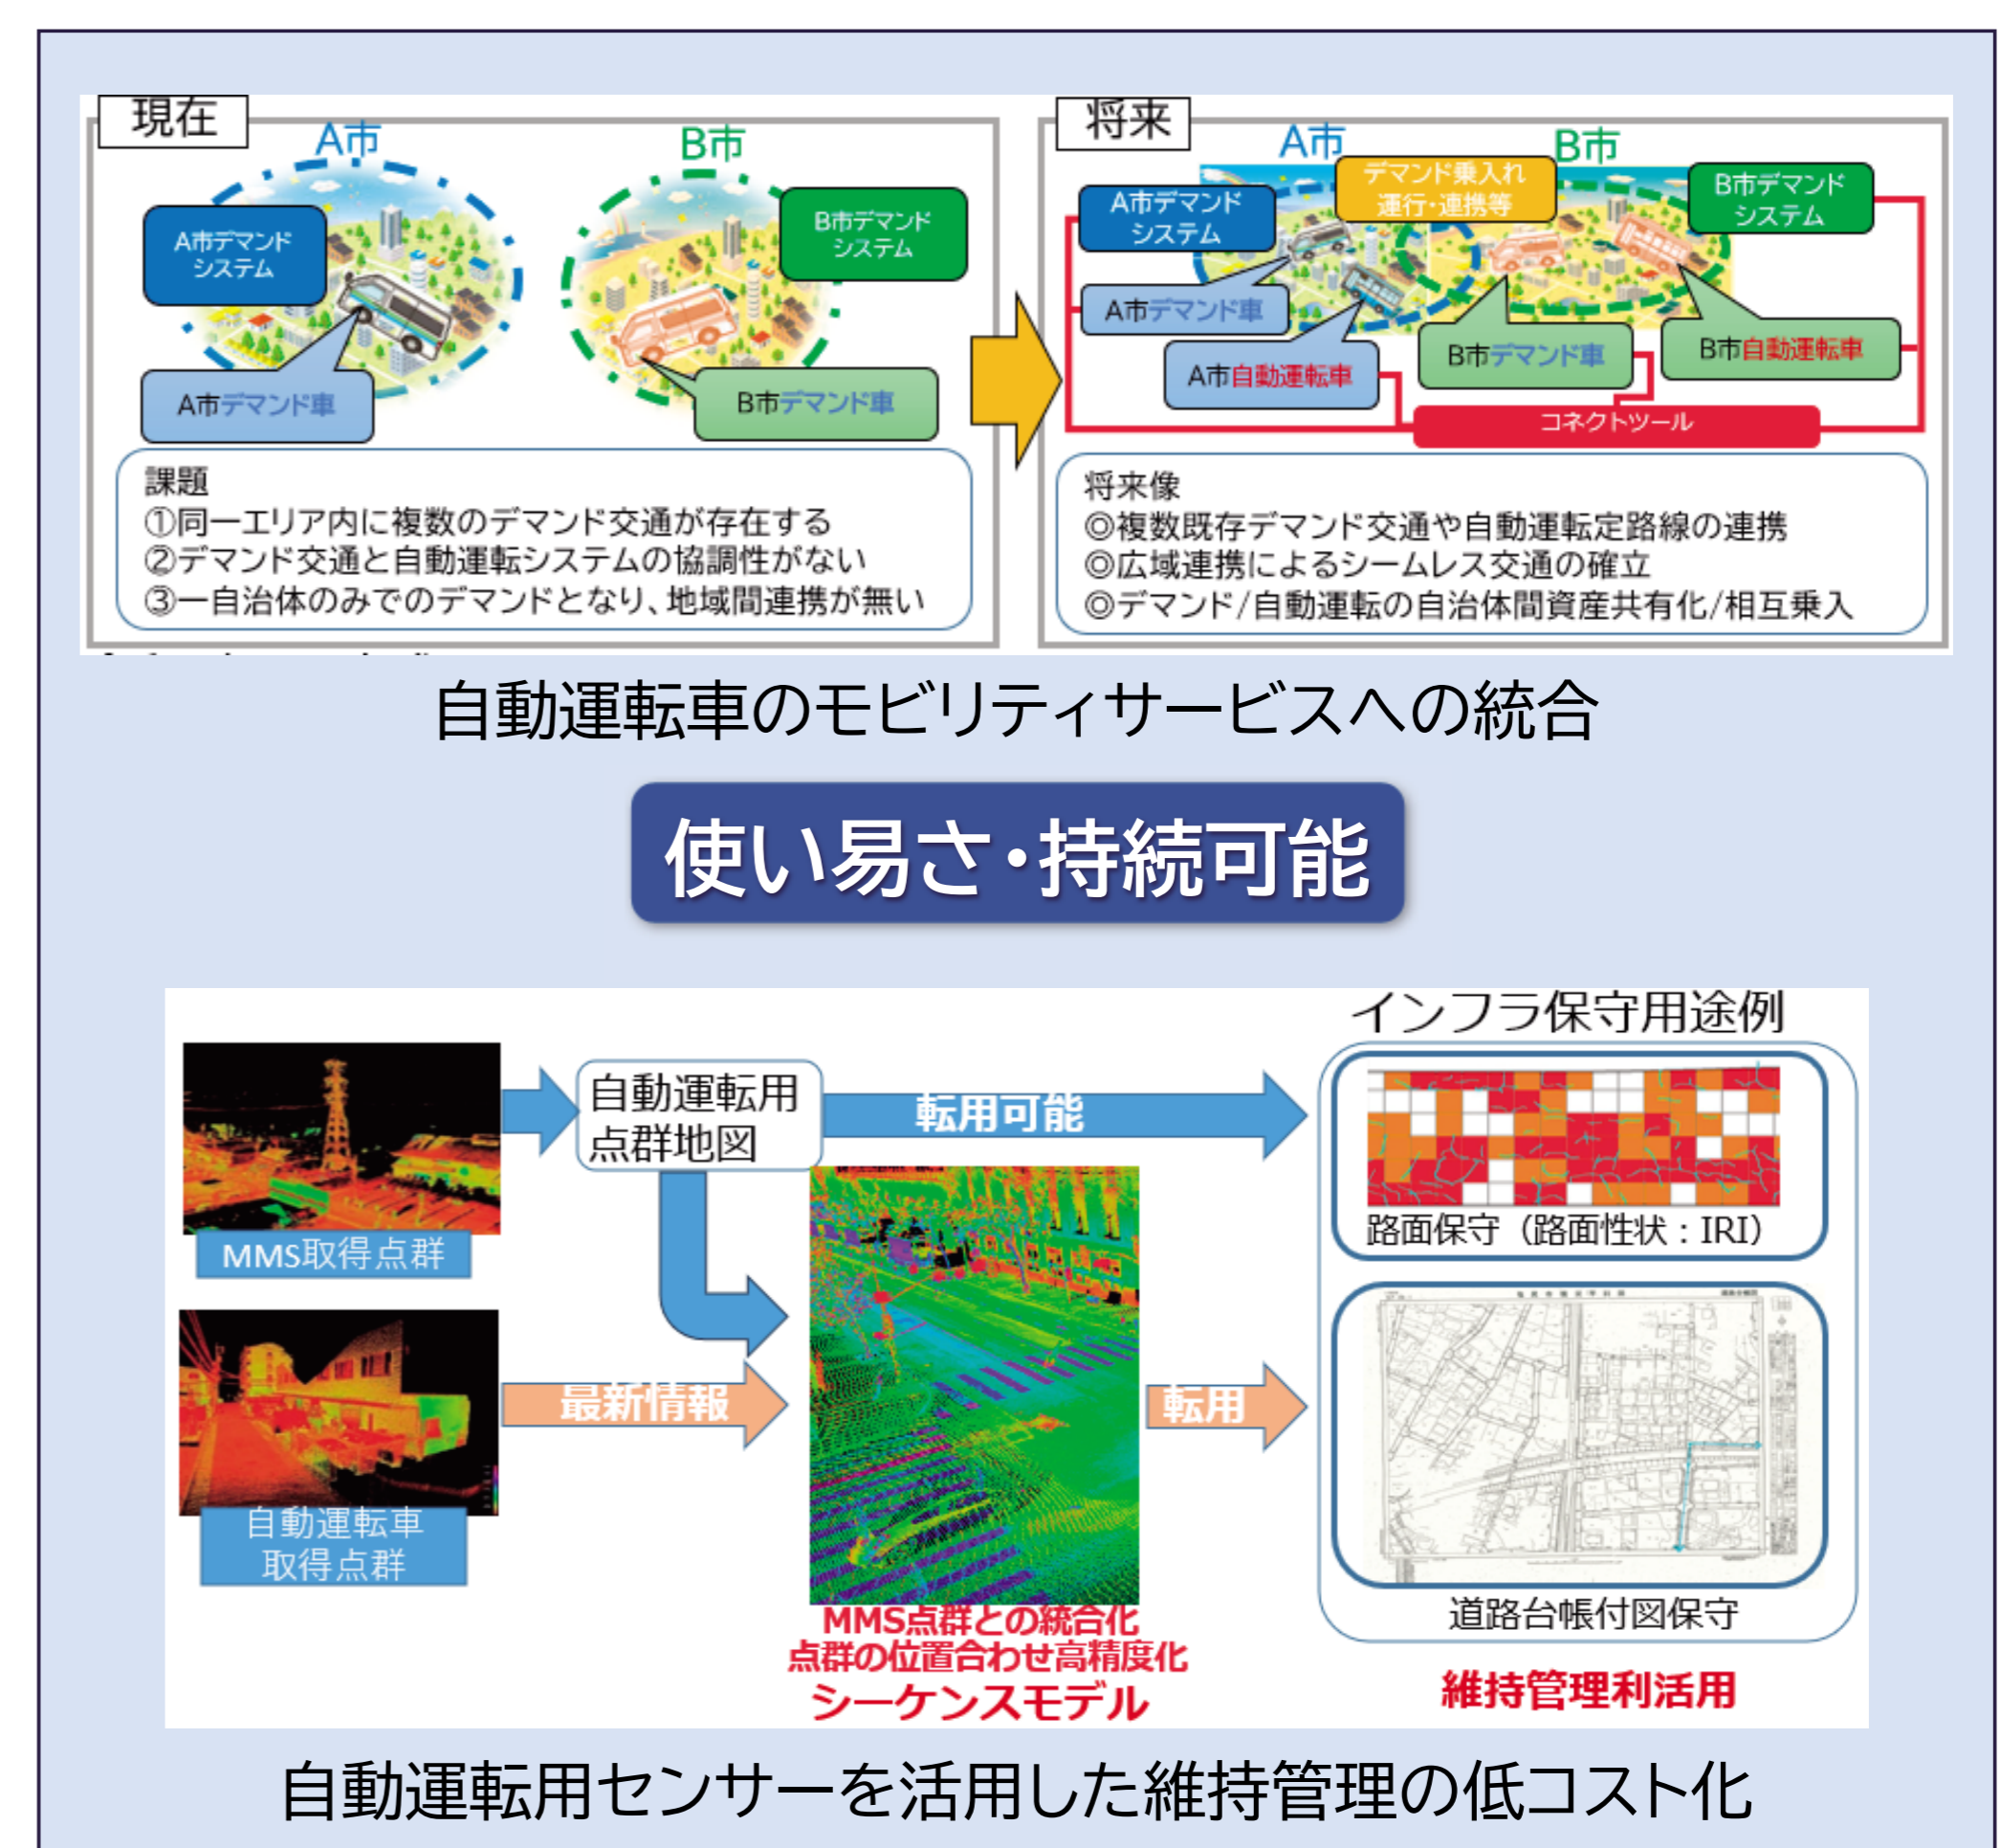 現在
A市
B市
A市デマンド
システム
B市デマンド
システム
A市デマンド車
B市デマンド車
課題
①同一エリア内に複数のデマンド交通が存在する
②デマンド交通と自動運転システムの協調性がない
③一自治体のみでのデマンドとなり、地域間連携が無い
将来
A市
B市
デマンド乗入れ
運行・連携等
A市デマンド
システム
B市デマンド
システム
A市デマンド車
A市自動運転車
B市デマンド車
B市自動運転車
コネクトツール
将来像
◎複数既存デマンド交通や自動運転定路線の連携
◎広域連携によるシームレス交通の確立
◎デマンド/自動運転の自治体間資産共有化/相互乗入
自動運転車のモビリティサービスへの統合
使い易さ・持続可能
インフラ保守用途例
自動運転用
点群地図
転用可能
MMS取得点群
路面保守（路面性状：IRI）
最新情報
転用
自動運転車
取得点群
道路台帳付図保守
MMS点群との統合化
点群の位置合わせ高精度化
シーケンスモデル
維持管理利活用
自動運転用センサーを活用した維持管理の低コスト化